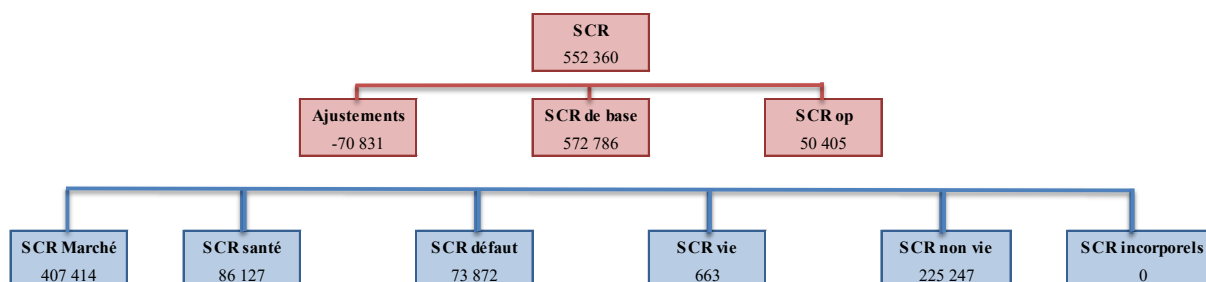 SCR
552 360
Ajustements
-70 831
SCR de base
572 786
SCR op
50 405
SCR Marché
407 414
SCR santé
86 127
SCR défaut
73 872
SCR vie
663
SCR non vie
225 247
SCR incorporels
0